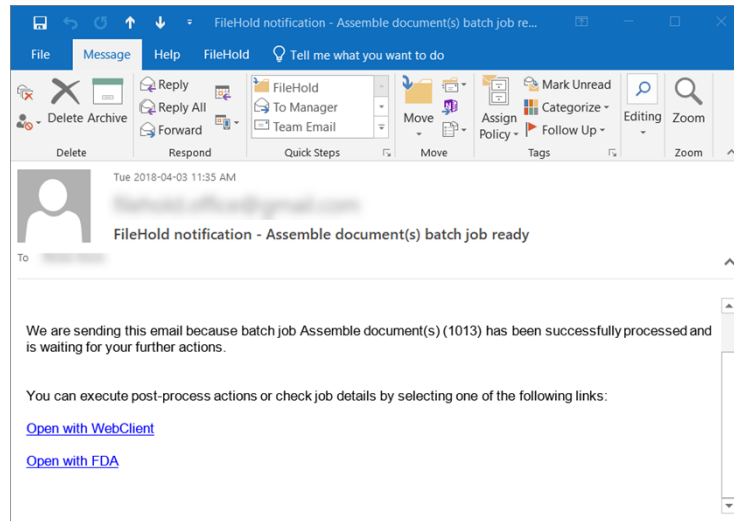 FileHold notification - Assemble document(s) batch job re...
File Message Help FileHold Tell me what you want to do
Delete Archive
Reply
Reply All
Forward
FileHold
To Manager
Team Email
Move
Assign Policy
Mark Unread
Categorize
Follow Up
Editing
Zoom
Delete Respond Quick Steps Move Tags Zoom
Tue 2018-04-03 11:35 AM
FileHold notification - Assemble document(s) batch job ready
To
We are sending this email because batch job Assemble document(s) (1013) has been successfully processed and
is waiting for your further actions.
You can execute post-process actions or check job details by selecting one of the following links:
Open with WebClient
Open with FDA